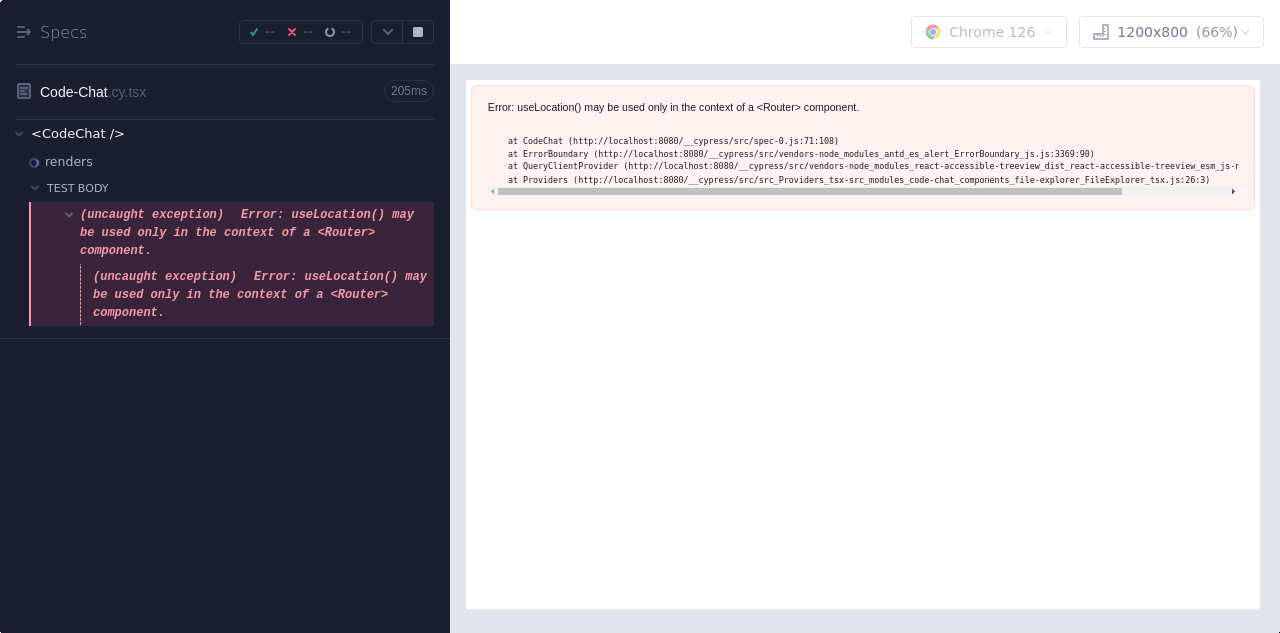 Specs
--
--
--
Chrome 126
1200x800 (66%)
Code-Chat.cy.tsx
205ms
<CodeChat />
renders
TEST BODY
(uncaught exception) Error: useLocation() may
be used only in the context of a <Router>
component.
(uncaught exception) Error: useLocation() may
be used only in the context of a <Router>
component.
Error: useLocation() may be used only in the context of a <Router> component.
at CodeChat (http://localhost:8080/__cypress/src/spec-0.js:71:108)
at ErrorBoundary (http://localhost:8080/__cypress/src/vendors-node_modules_antd_es_alert_ErrorBoundary_js.js:3369:90)
at QueryClientProvider (http://localhost:8080/__cypress/src/vendors-node_modules_react-accessible-treeview_dist_react-accessible-treeview_esm_js-r
at Providers (http://localhost:8080/__cypress/src/src_Providers_tsx-src_modules_code-chat_components_file-explorer_FileExplorer_tsx.js:26:3)